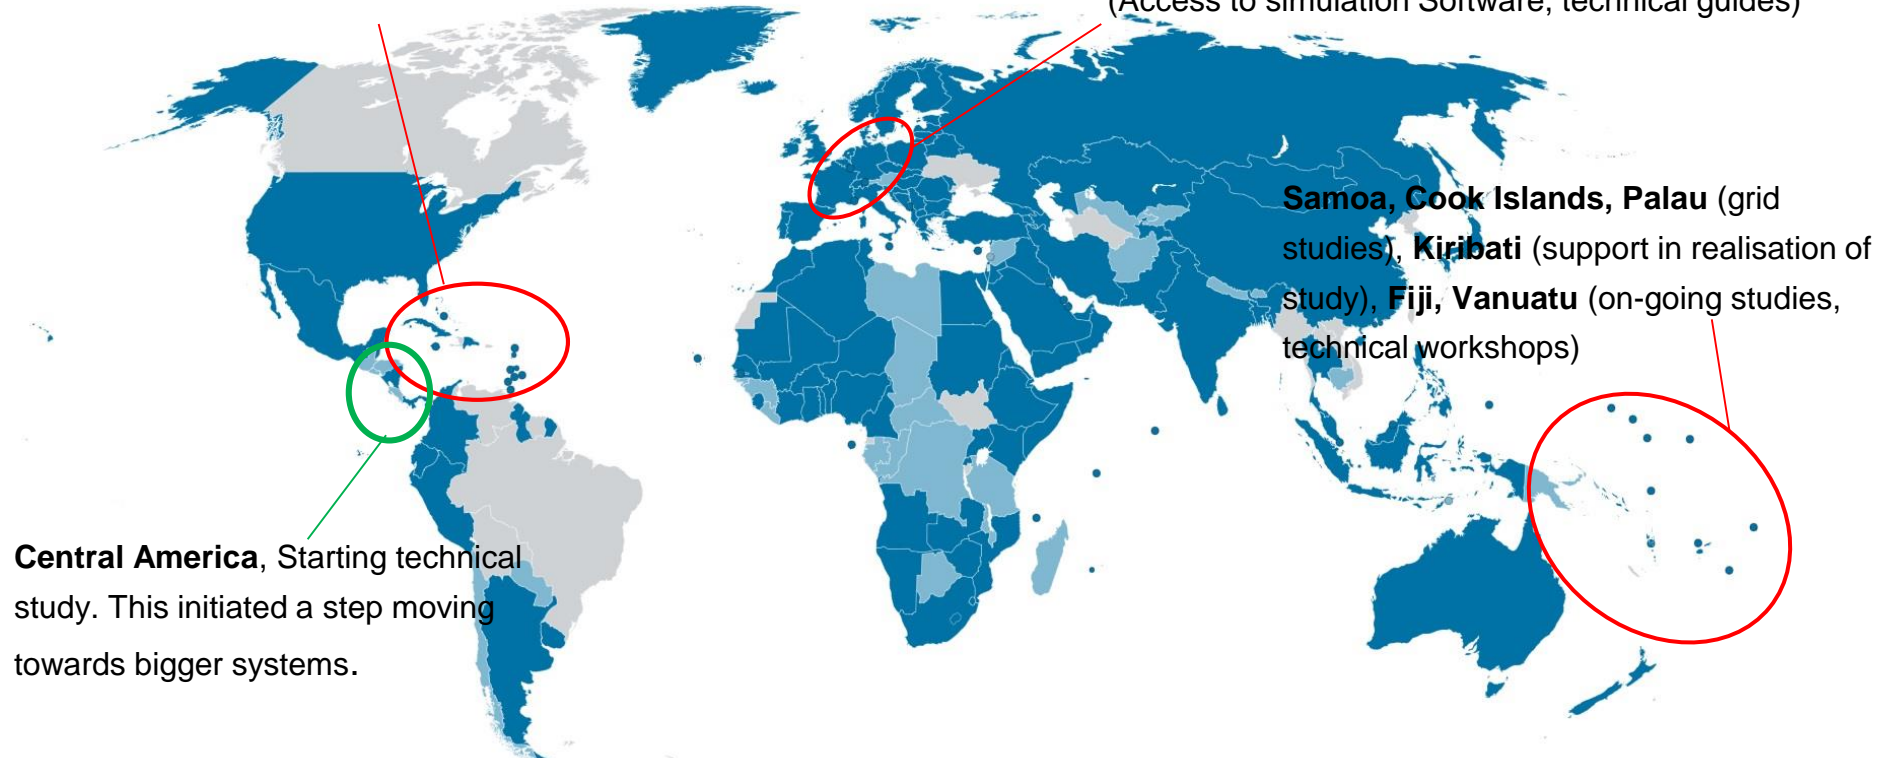 (Access to simulation Software, technical guides)
Samoa, Cook Islands, Palau (grid
studies), Kiribati (support in realisation of
study), Fiji, Vanuatu (on-going studies,
technical workshops)
Central America, Starting technical
study. This initiated a step moving
towards bigger systems.